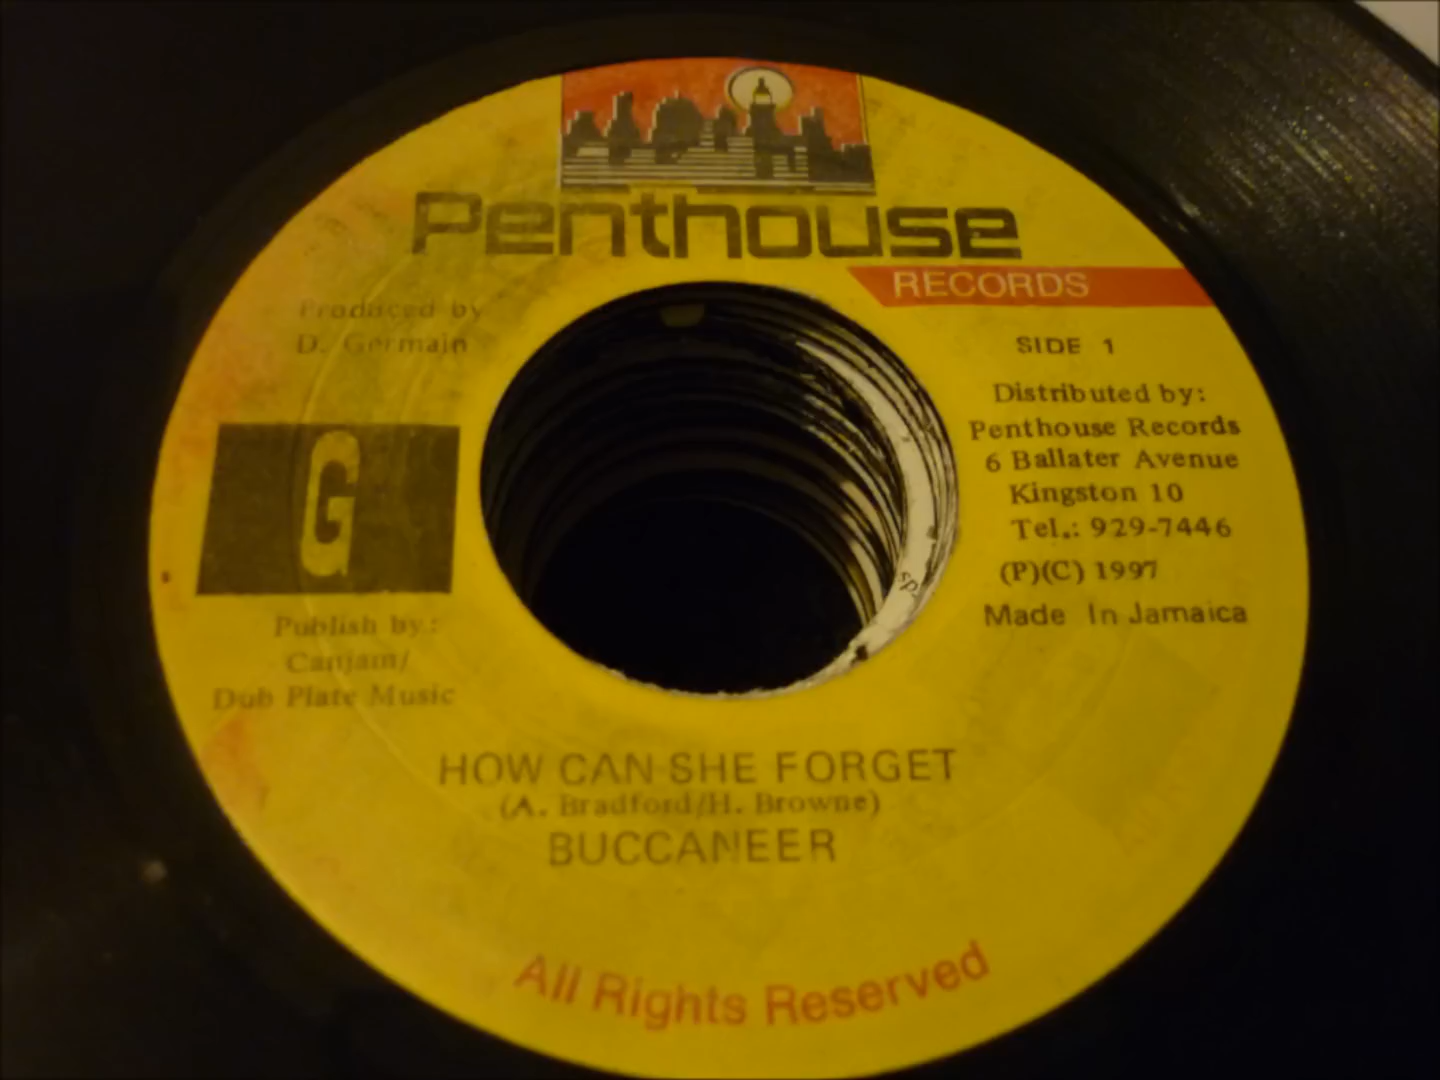 Penthouse
RECORDS
Produced by
D. Germain
SIDE 1
Distributed by:
Penthouse Records
6 Ballater Avenue
Kingston 10
Tel.: 929-7446
(P)(C) 1997
Made In Jamaica
G
Publish by.:
Canjam/
Dub Plate Music
HOW CAN SHE FORGET
(A. Bradford/H. Browne)
BUCCANEER
All Rights Reserved